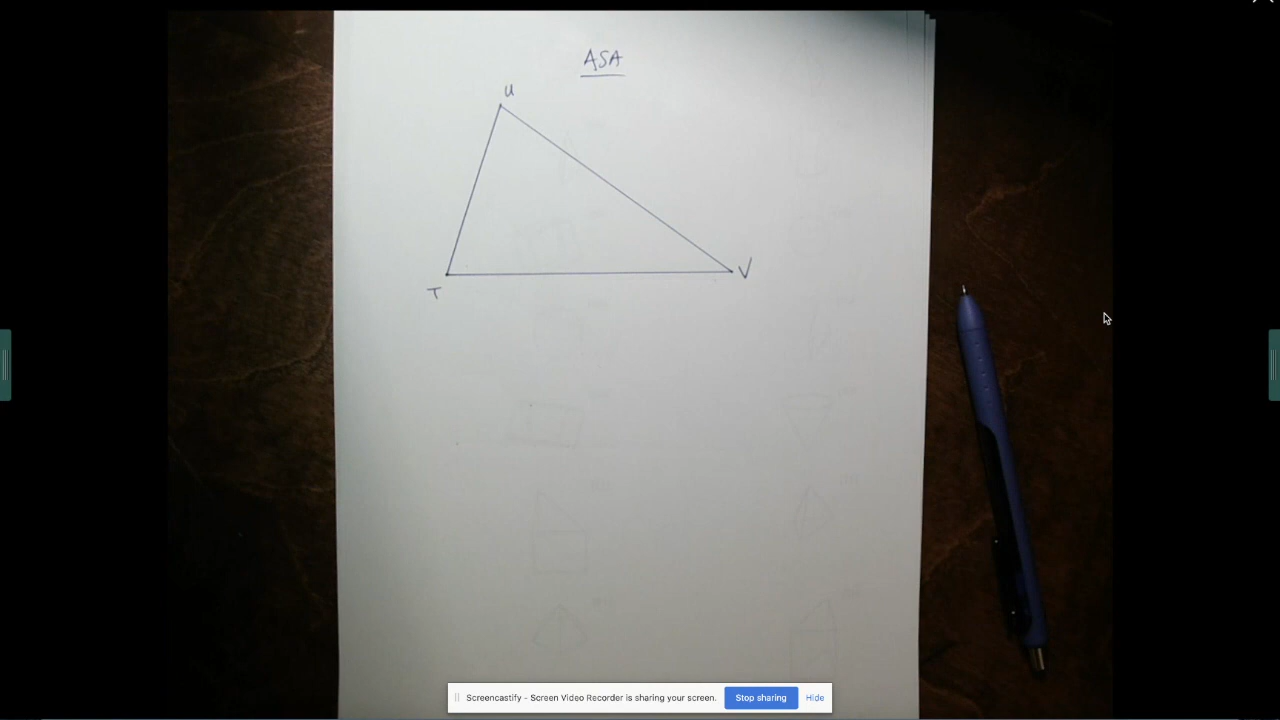 ASA
U
V
T
Screencastify - Screen Video Recorder is sharing your screen.
Stop sharing
Hide